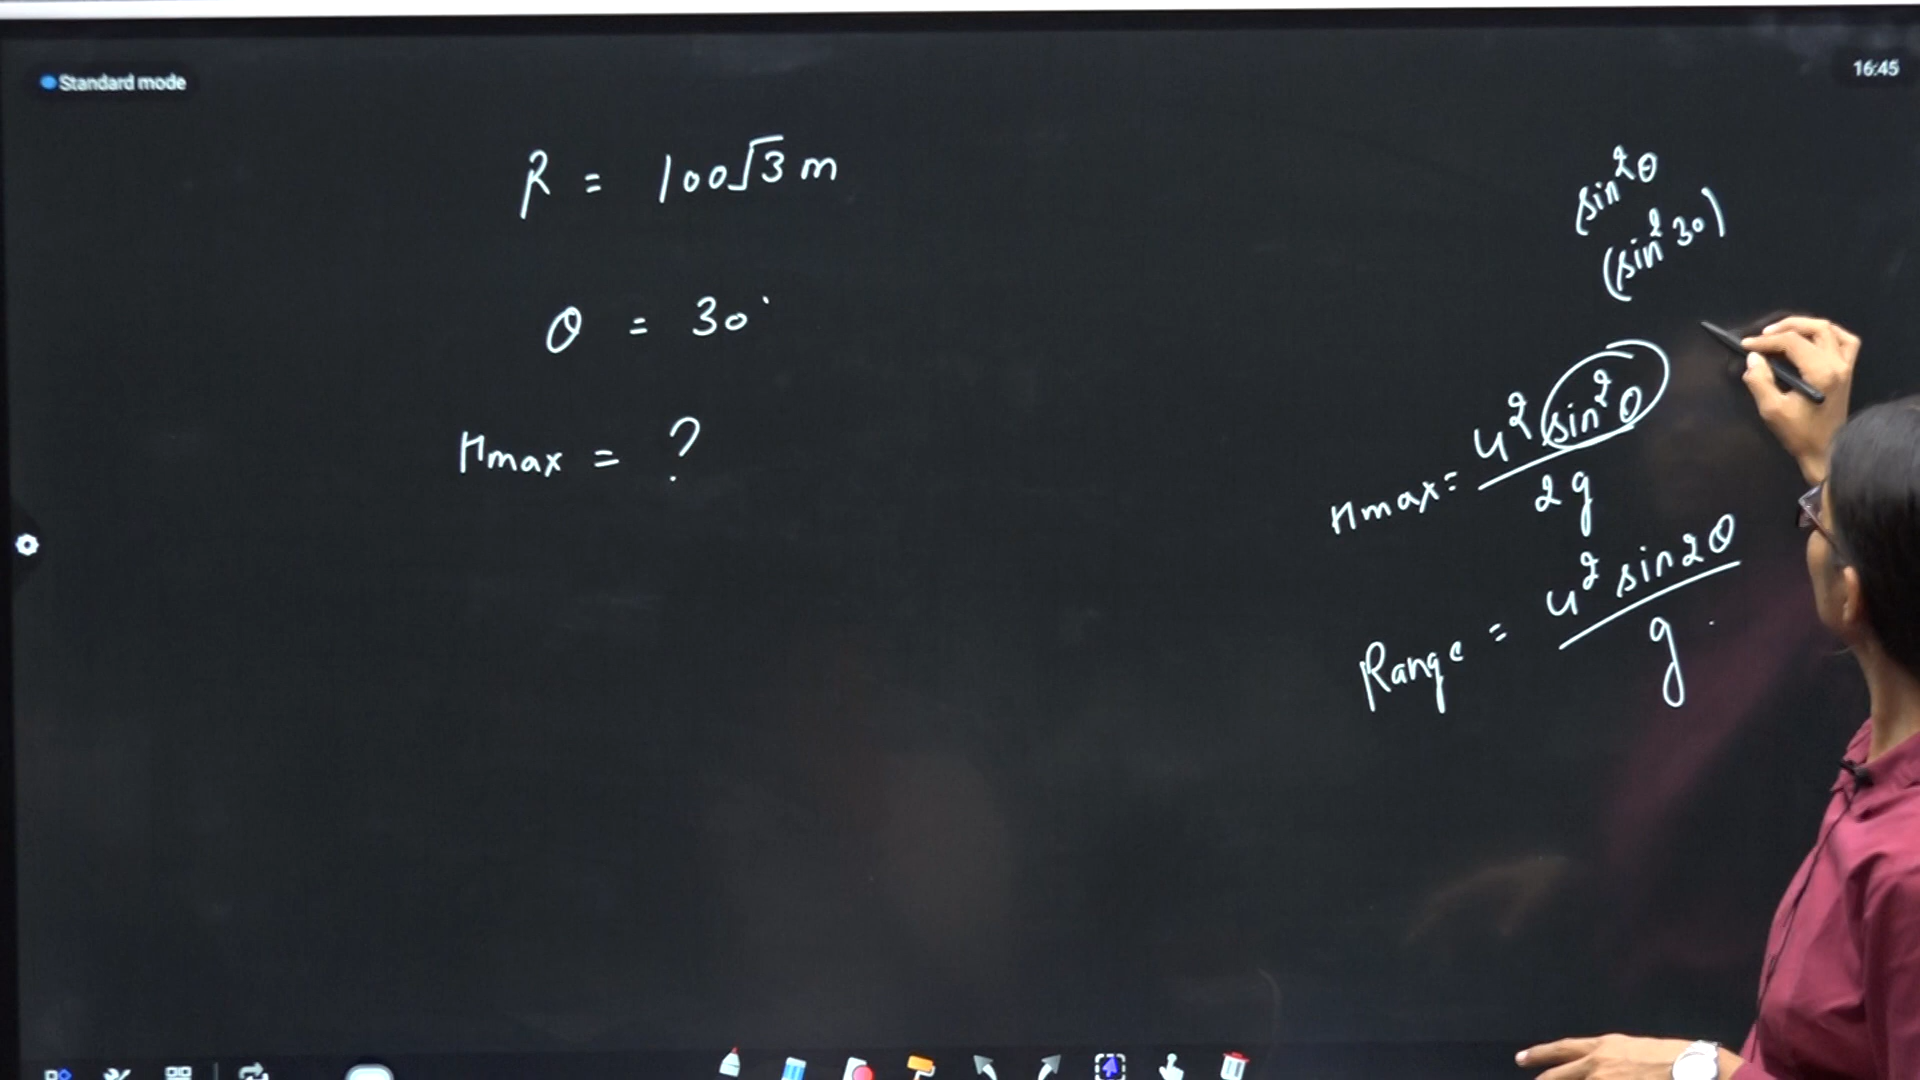 Standard mode
16:45
R = 100√3 m
θ = 30°
Hmax = ?
sin²θ
(sin²30)
Hmax = u² sin²θ / 2g
Range = u² sin2θ / g